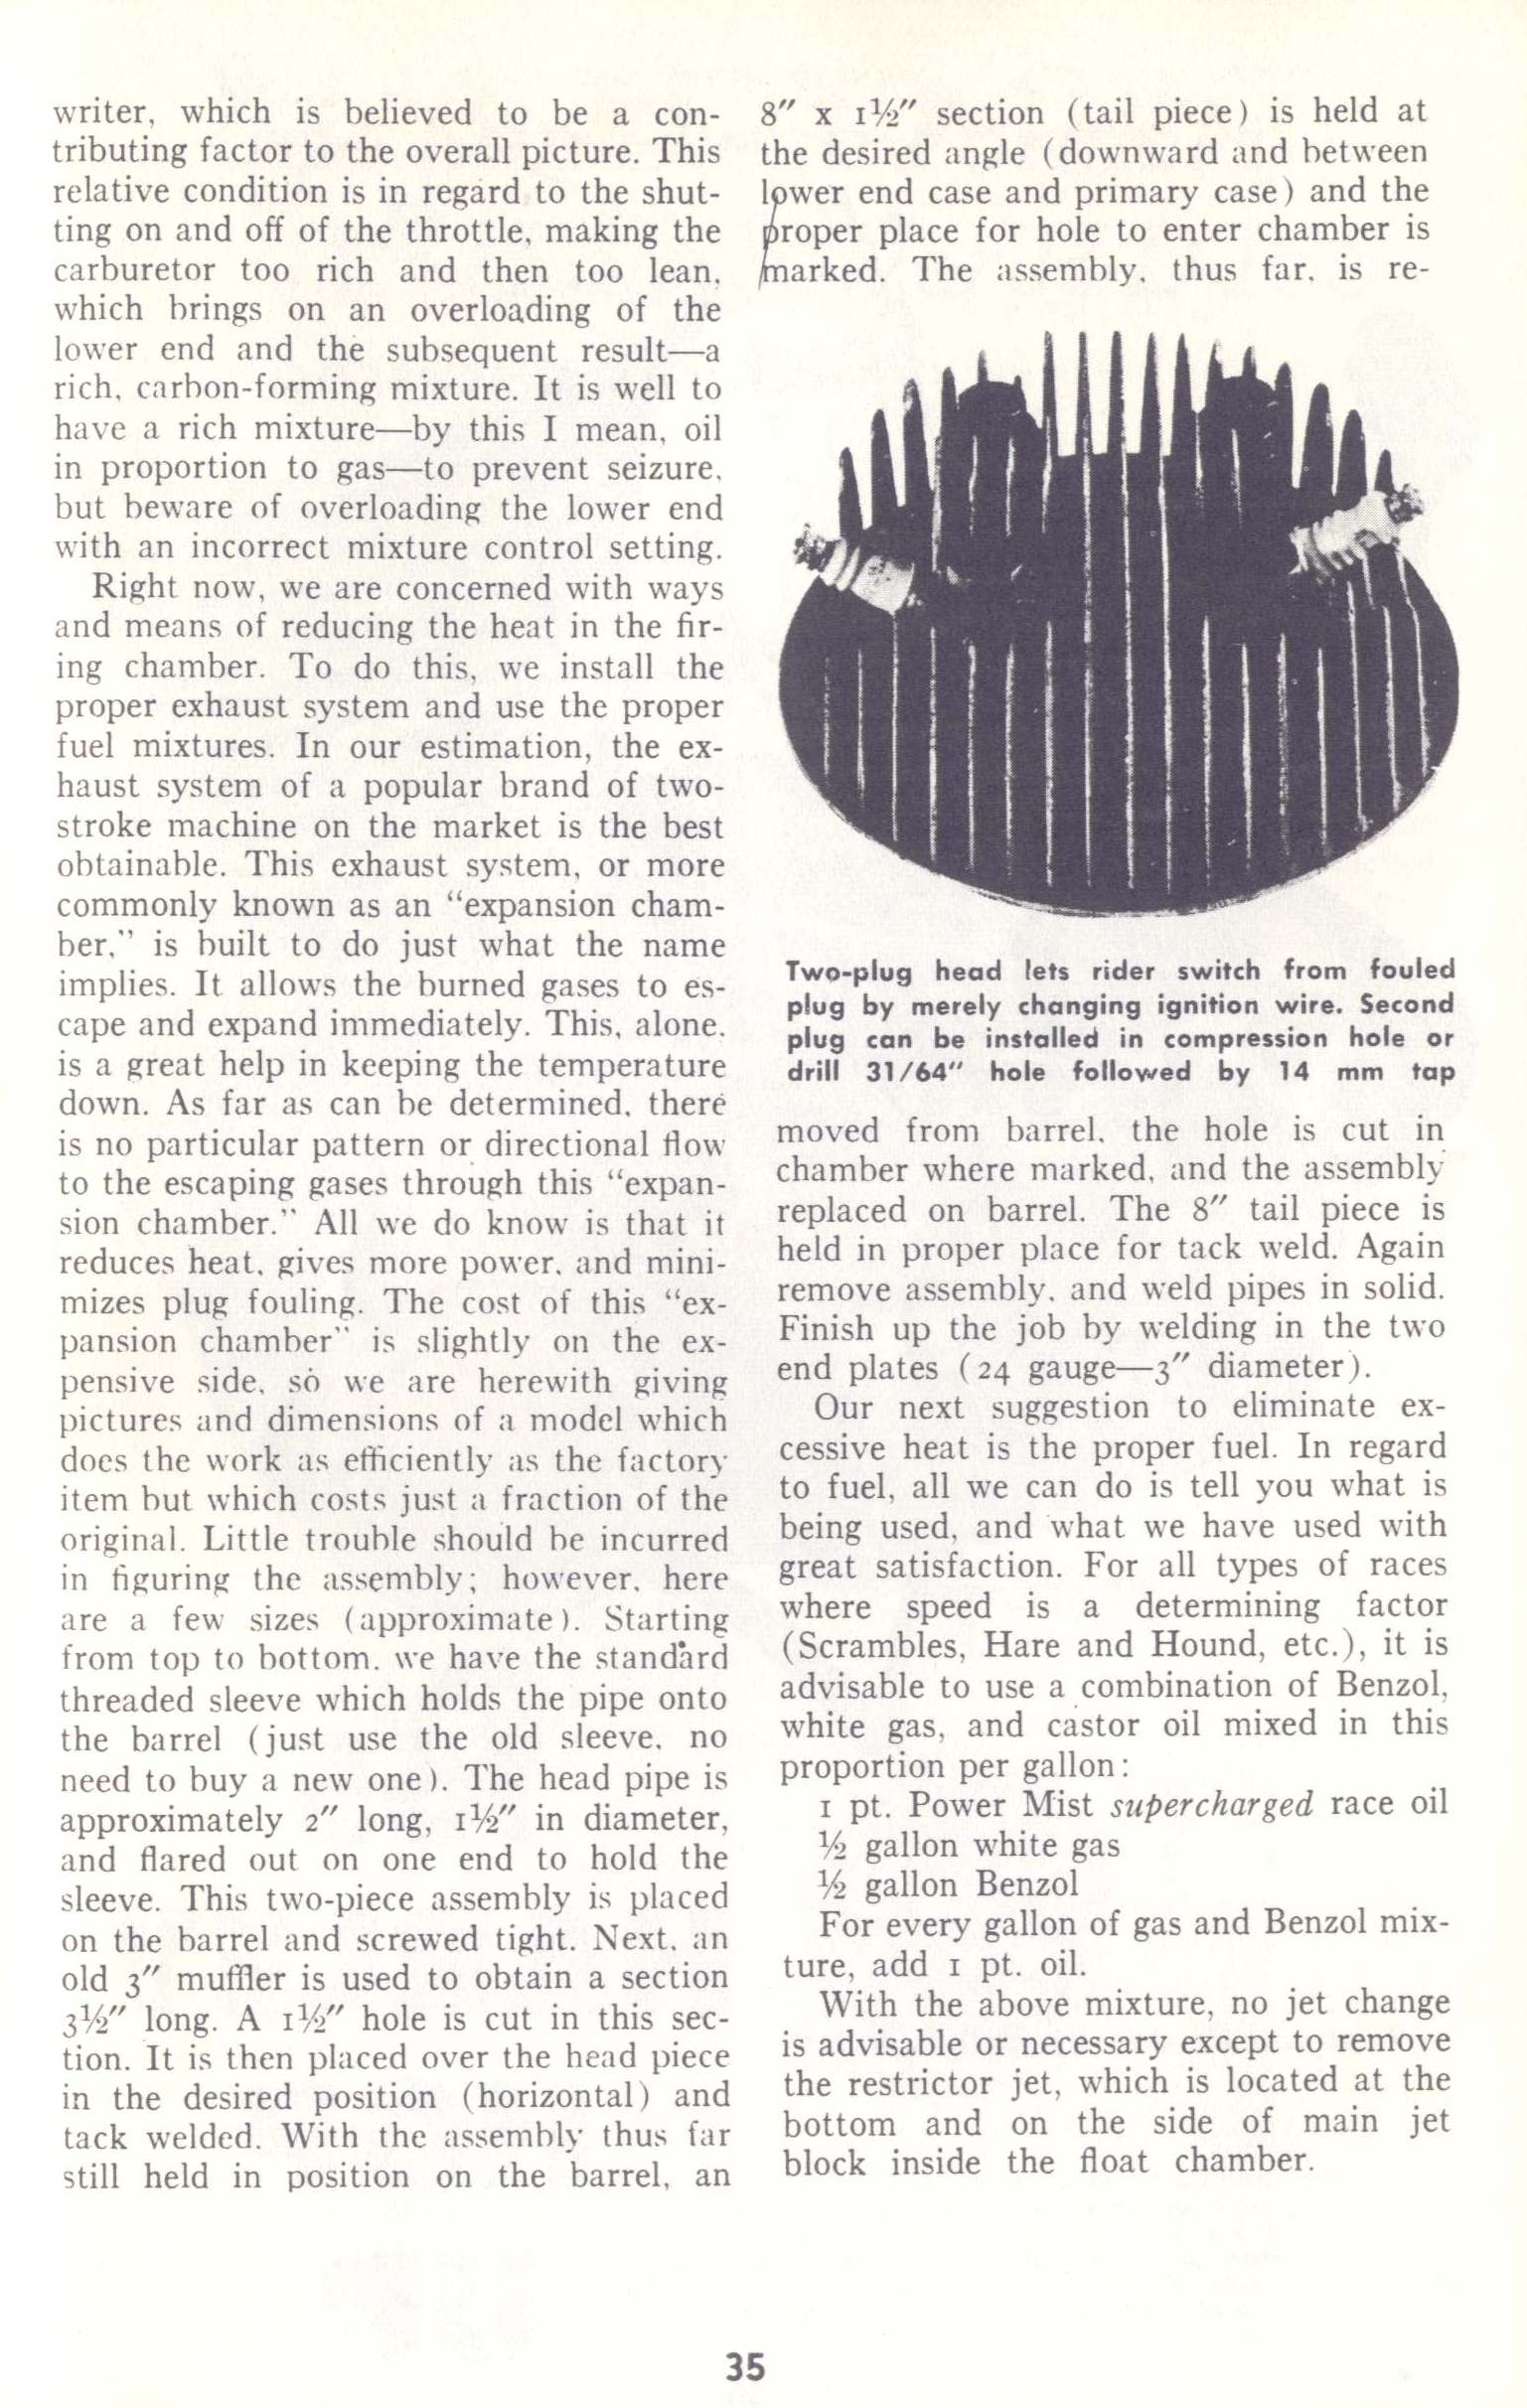 writer, which is believed to be a con-
tributing factor to the overall picture. This
relative condition is in regard to the shut-
ting on and off of the throttle, making the
carburetor too rich and then too lean,
which brings on an overloading of the
lower end and the subsequent result—a
rich, carbon-forming mixture. It is well to
have a rich mixture—by this I mean, oil
in proportion to gas—to prevent seizure,
but beware of overloading the lower end
with an incorrect mixture control setting.
Right now, we are concerned with ways
and means of reducing the heat in the fir-
ing chamber. To do this, we install the
proper exhaust system and use the proper
fuel mixtures. In our estimation, the ex-
haust system of a popular brand of two-
stroke machine on the market is the best
obtainable. This exhaust system, or more
commonly known as an "expansion cham-
ber," is built to do just what the name
implies. It allows the burned gases to es-
cape and expand immediately. This, alone,
is a great help in keeping the temperature
down. As far as can be determined, there
is no particular pattern or directional flow
to the escaping gases through this "expan-
sion chamber." All we do know is that it
reduces heat, gives more power, and mini-
mizes plug fouling. The cost of this "ex-
pansion chamber" is slightly on the ex-
pensive side, so we are herewith giving
pictures and dimensions of a model which
does the work as efficiently as the factory
item but which costs just a fraction of the
original. Little trouble should be incurred
in figuring the assembly; however, here
are a few sizes (approximate). Starting
from top to bottom, we have the standard
threaded sleeve which holds the pipe onto
the barrel (just use the old sleeve, no
need to buy a new one). The head pipe is
approximately 2″ long, 1½″ in diameter,
and flared out on one end to hold the
sleeve. This two-piece assembly is placed
on the barrel and screwed tight. Next, an
old 3″ muffler is used to obtain a section
3½″ long. A 1½″ hole is cut in this sec-
tion. It is then placed over the head piece
in the desired position (horizontal) and
tack welded. With the assembly thus far
still held in position on the barrel, an
8″ x 1½″ section (tail piece) is held at
the desired angle (downward and between
lower end case and primary case) and the
proper place for hole to enter chamber is
marked. The assembly, thus far, is re-
Two-plug head lets rider switch from fouled
plug by merely changing ignition wire. Second
plug can be installed in compression hole or
drill 31/64″ hole followed by 14 mm tap
moved from barrel, the hole is cut in
chamber where marked, and the assembly
replaced on barrel. The 8″ tail piece is
held in proper place for tack weld. Again
remove assembly, and weld pipes in solid.
Finish up the job by welding in the two
end plates (24 gauge—3″ diameter).
Our next suggestion to eliminate ex-
cessive heat is the proper fuel. In regard
to fuel, all we can do is tell you what is
being used, and what we have used with
great satisfaction. For all types of races
where speed is a determining factor
(Scrambles, Hare and Hound, etc.), it is
advisable to use a combination of Benzol,
white gas, and castor oil mixed in this
proportion per gallon:
1 pt. Power Mist supercharged race oil
½ gallon white gas
½ gallon Benzol
For every gallon of gas and Benzol mix-
ture, add 1 pt. oil.
With the above mixture, no jet change
is advisable or necessary except to remove
the restrictor jet, which is located at the
bottom and on the side of main jet
block inside the float chamber.
35